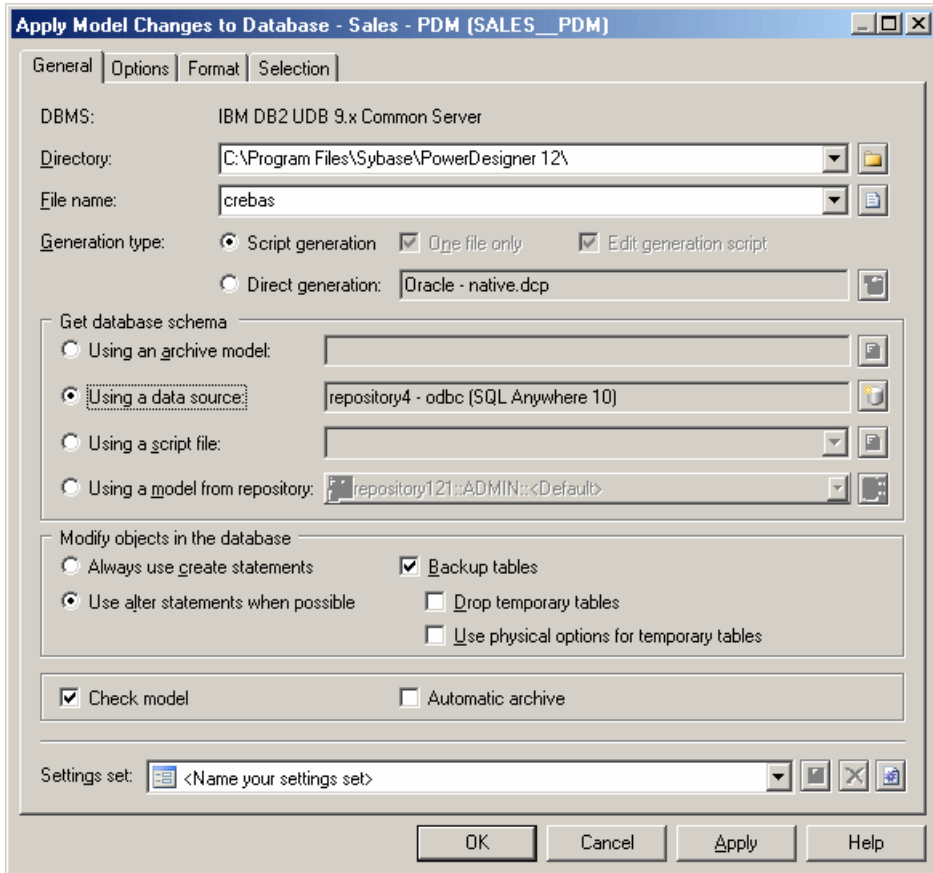 Apply Model Changes to Database - Sales - PDM (SALES__PDM)
General Options Format Selection
DBMS: IBM DB2 UDB 9.x Common Server
Directory: C:\Program Files\Sybase\PowerDesigner 12\
File name: crebas
Generation type: Script generation One file only Edit generation script
Direct generation: Oracle - native.dcp
Get database schema
Using an archive model:
Using a data source: repository4 - odbc (SQL Anywhere 10)
Using a script file:
Using a model from repository: repository121::ADMIN::<Default>
Modify objects in the database
Always use create statements Backup tables
Use alter statements when possible Drop temporary tables
Use physical options for temporary tables
Check model Automatic archive
Settings set: <Name your settings set>
OK Cancel Apply Help